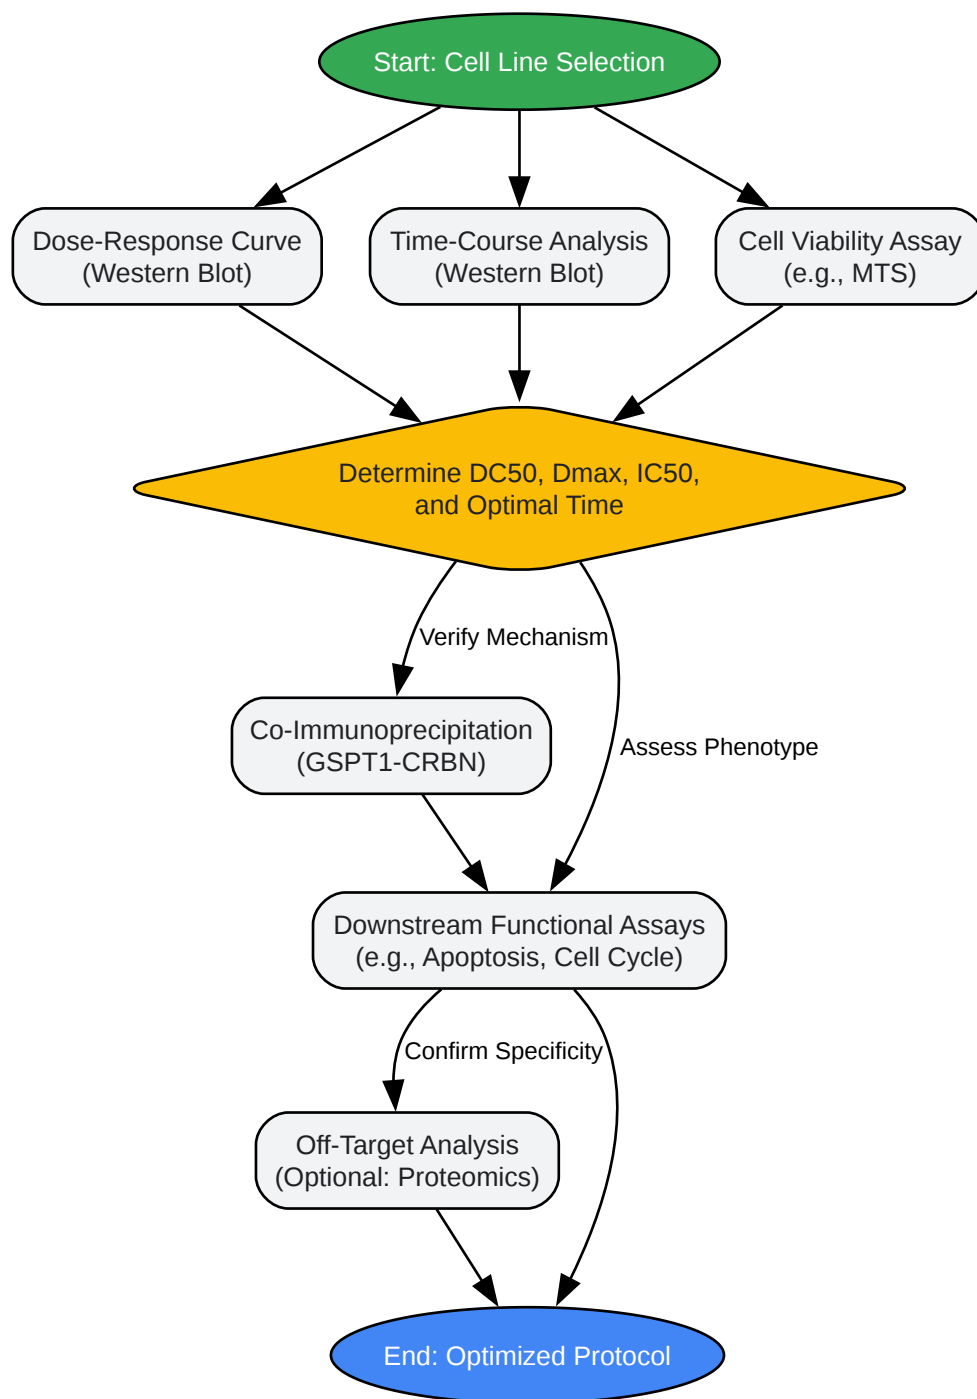 Start: Cell Line Selection
Dose-Response Curve
(Western Blot)
Time-Course Analysis
(Western Blot)
Cell Viability Assay
(e.g., MTS)
Determine DC50, Dmax, IC50,
and Optimal Time
Verify Mechanism
Co-Immunoprecipitation
(GSPT1-CRBN)
Assess Phenotype
Downstream Functional Assays
(e.g., Apoptosis, Cell Cycle)
Confirm Specificity
Off-Target Analysis
(Optional: Proteomics)
End: Optimized Protocol